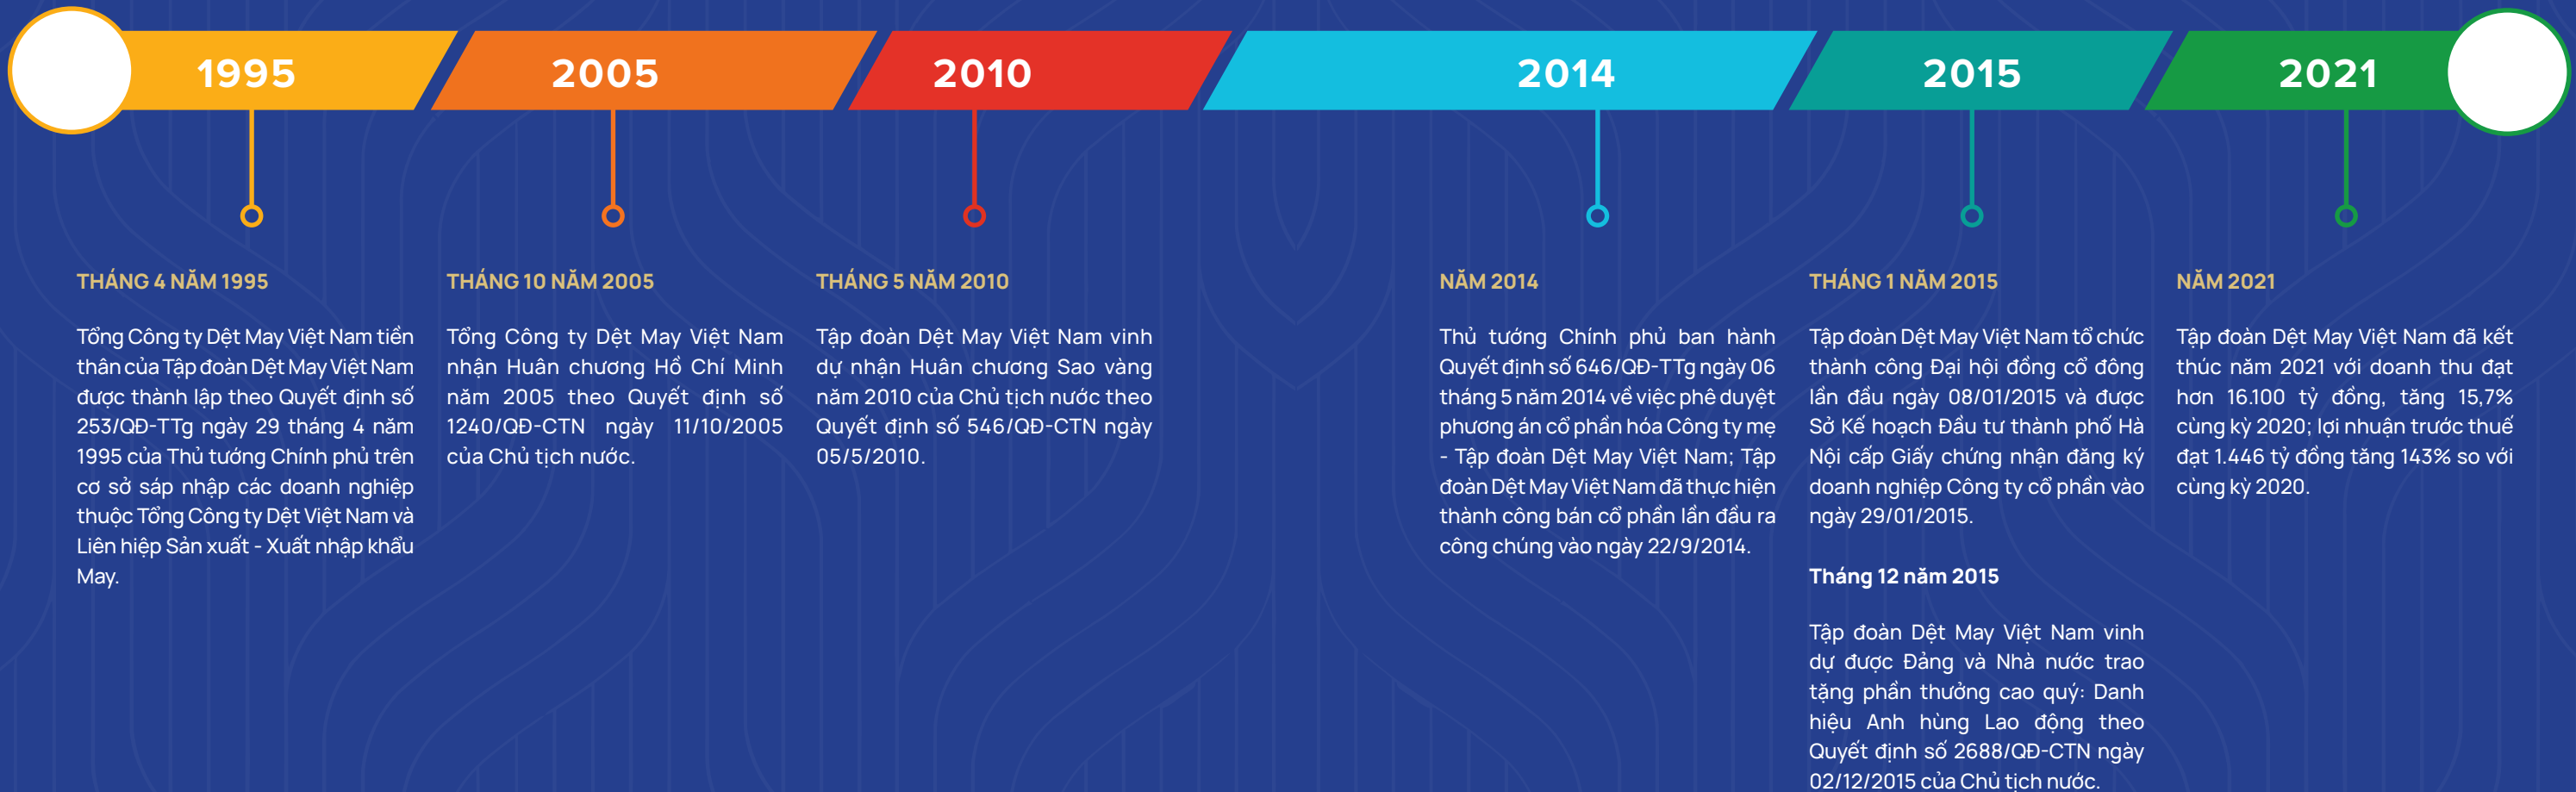 1995
2005
2010
2014
2015
2021
THÁNG 4 NĂM 1995
Tổng Công ty Dệt May Việt Nam tiền
thân của Tập đoàn Dệt May Việt Nam
được thành lập theo Quyết định số
253/QĐ-TTg ngày 29 tháng 4 năm
1995 của Thủ tướng Chính phủ trên
cơ sở sáp nhập các doanh nghiệp
thuộc Tổng Công ty Dệt Việt Nam và
Liên hiệp Sản xuất - Xuất nhập khẩu
May.
THÁNG 10 NĂM 2005
Tổng Công ty Dệt May Việt Nam
nhận Huân chương Hồ Chí Minh
năm 2005 theo Quyết định số
1240/QĐ-CTN ngày 11/10/2005
của Chủ tịch nước.
THÁNG 5 NĂM 2010
Tập đoàn Dệt May Việt Nam vinh
dự nhận Huân chương Sao vàng
năm 2010 của Chủ tịch nước theo
Quyết định số 546/QĐ-CTN ngày
05/5/2010.
NĂM 2014
Thủ tướng Chính phủ ban hành
Quyết định số 646/QĐ-TTg ngày 06
tháng 5 năm 2014 về việc phê duyệt
phương án cổ phần hóa Công ty mẹ
- Tập đoàn Dệt May Việt Nam; Tập
đoàn Dệt May Việt Nam đã thực hiện
thành công bán cổ phần lần đầu ra
công chúng vào ngày 22/9/2014.
THÁNG 1 NĂM 2015
Tập đoàn Dệt May Việt Nam tổ chức
thành công Đại hội đồng cổ đông
lần đầu ngày 08/01/2015 và được
Sở Kế hoạch Đầu tư thành phố Hà
Nội cấp Giấy chứng nhận đăng ký
doanh nghiệp Công ty cổ phần vào
ngày 29/01/2015.
Tháng 12 năm 2015
Tập đoàn Dệt May Việt Nam vinh
dự được Đảng và Nhà nước trao
tặng phần thưởng cao quý: Danh
hiệu Anh hùng Lao động theo
Quyết định số 2688/QĐ-CTN ngày
02/12/2015 của Chủ tịch nước.
NĂM 2021
Tập đoàn Dệt May Việt Nam đã kết
thúc năm 2021 với doanh thu đạt
hơn 16.100 tỷ đồng, tăng 15,7%
cùng kỳ 2020; lợi nhuận trước thuế
đạt 1.446 tỷ đồng tăng 143% so với
cùng kỳ 2020.